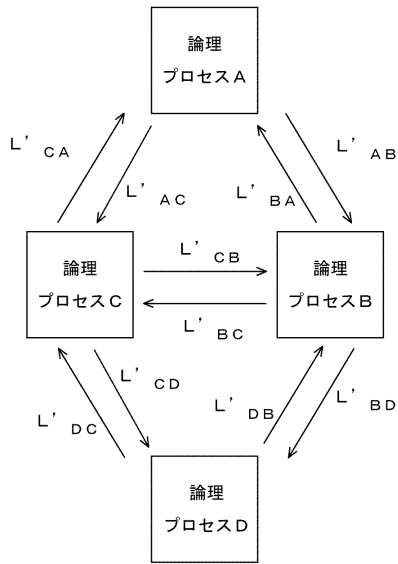 論理
プロセスA
L' CA
L' AB
L' AC
L' BA
論理
プロセスC
L' CB
論理
プロセスB
L' BC
L' CD
L' DB
L' BD
L' DC
論理
プロセスD